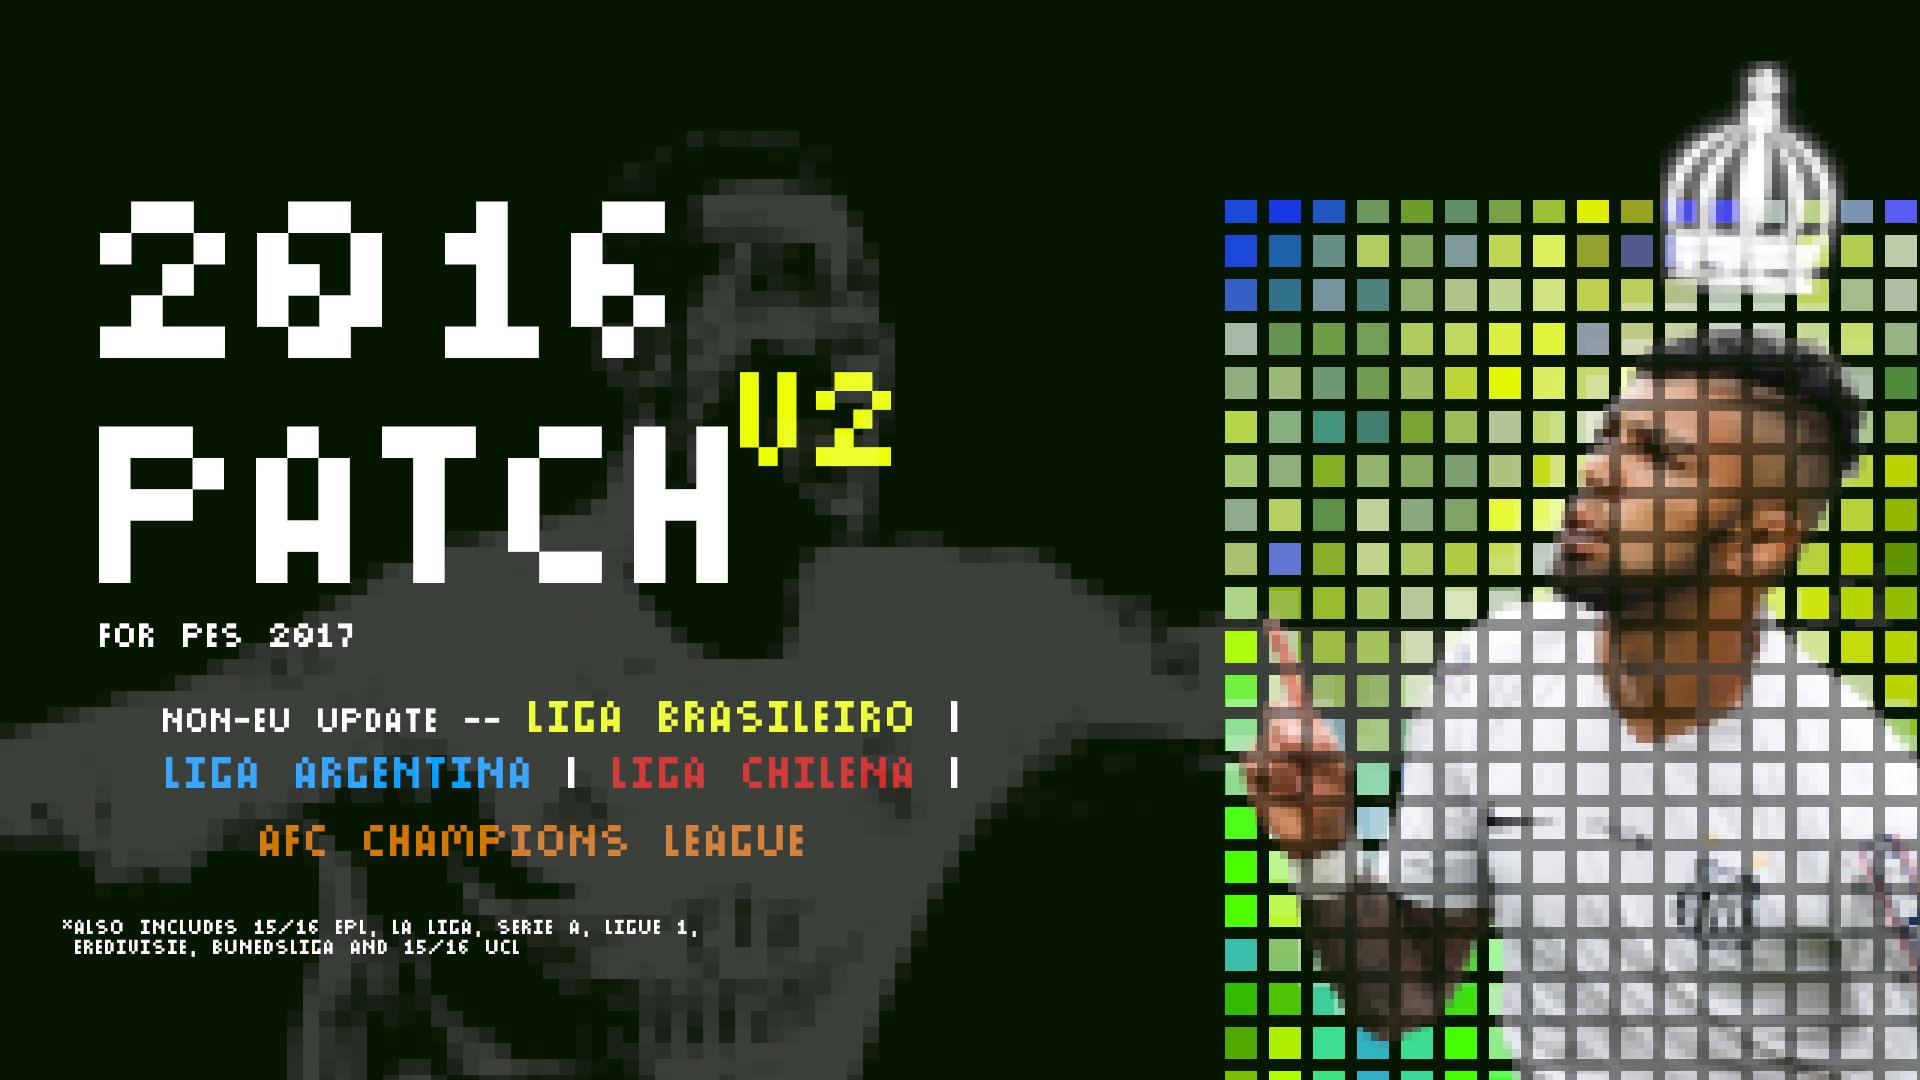 2016
PATCH V2
FOR PES 2017
NON-EU UPDATE -- LIGA BRASILEIRO |
LIGA ARGENTINA | LIGA CHILENA |
AFC CHAMPIONS LEAGUE
*ALSO INCLUDES 15/16 EPL, LA LIGA, SERIE A, LIGUE 1,
EREDIVISIE, BUNEDSLIGA AND 15/16 UCL